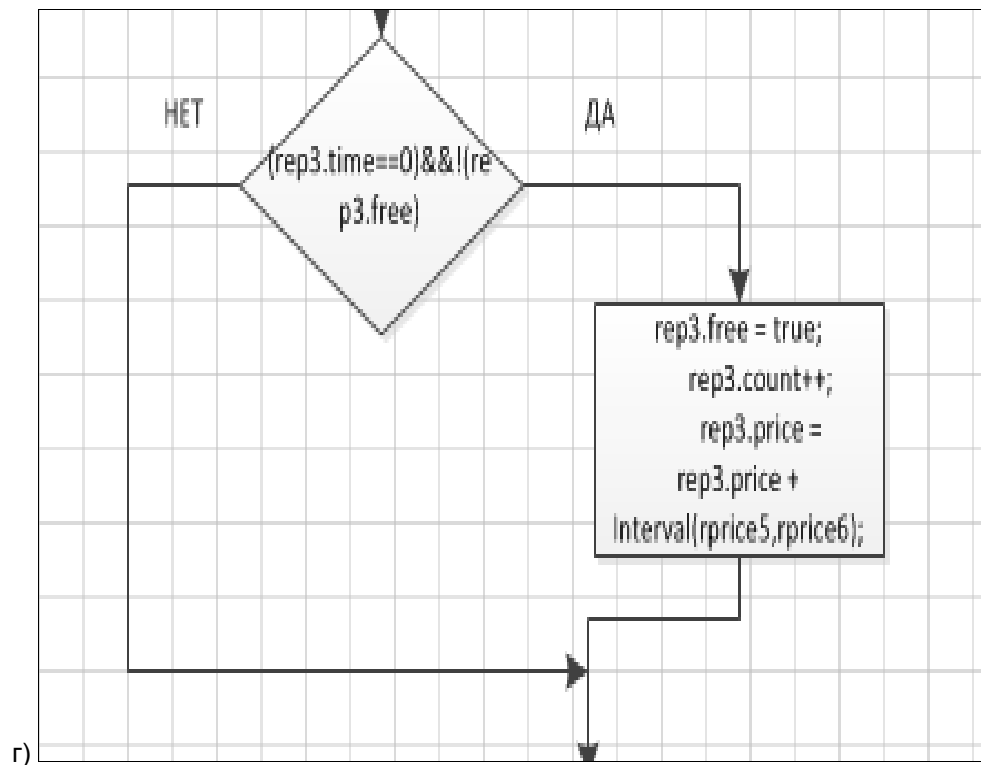 НЕТ
ДА
(rep3.time==0)&&!(re
p3.free)
rep3.free = true;
rep3.count++;
rep3.price =
rep3.price +
Interval(rprice5,rprice6);
г)